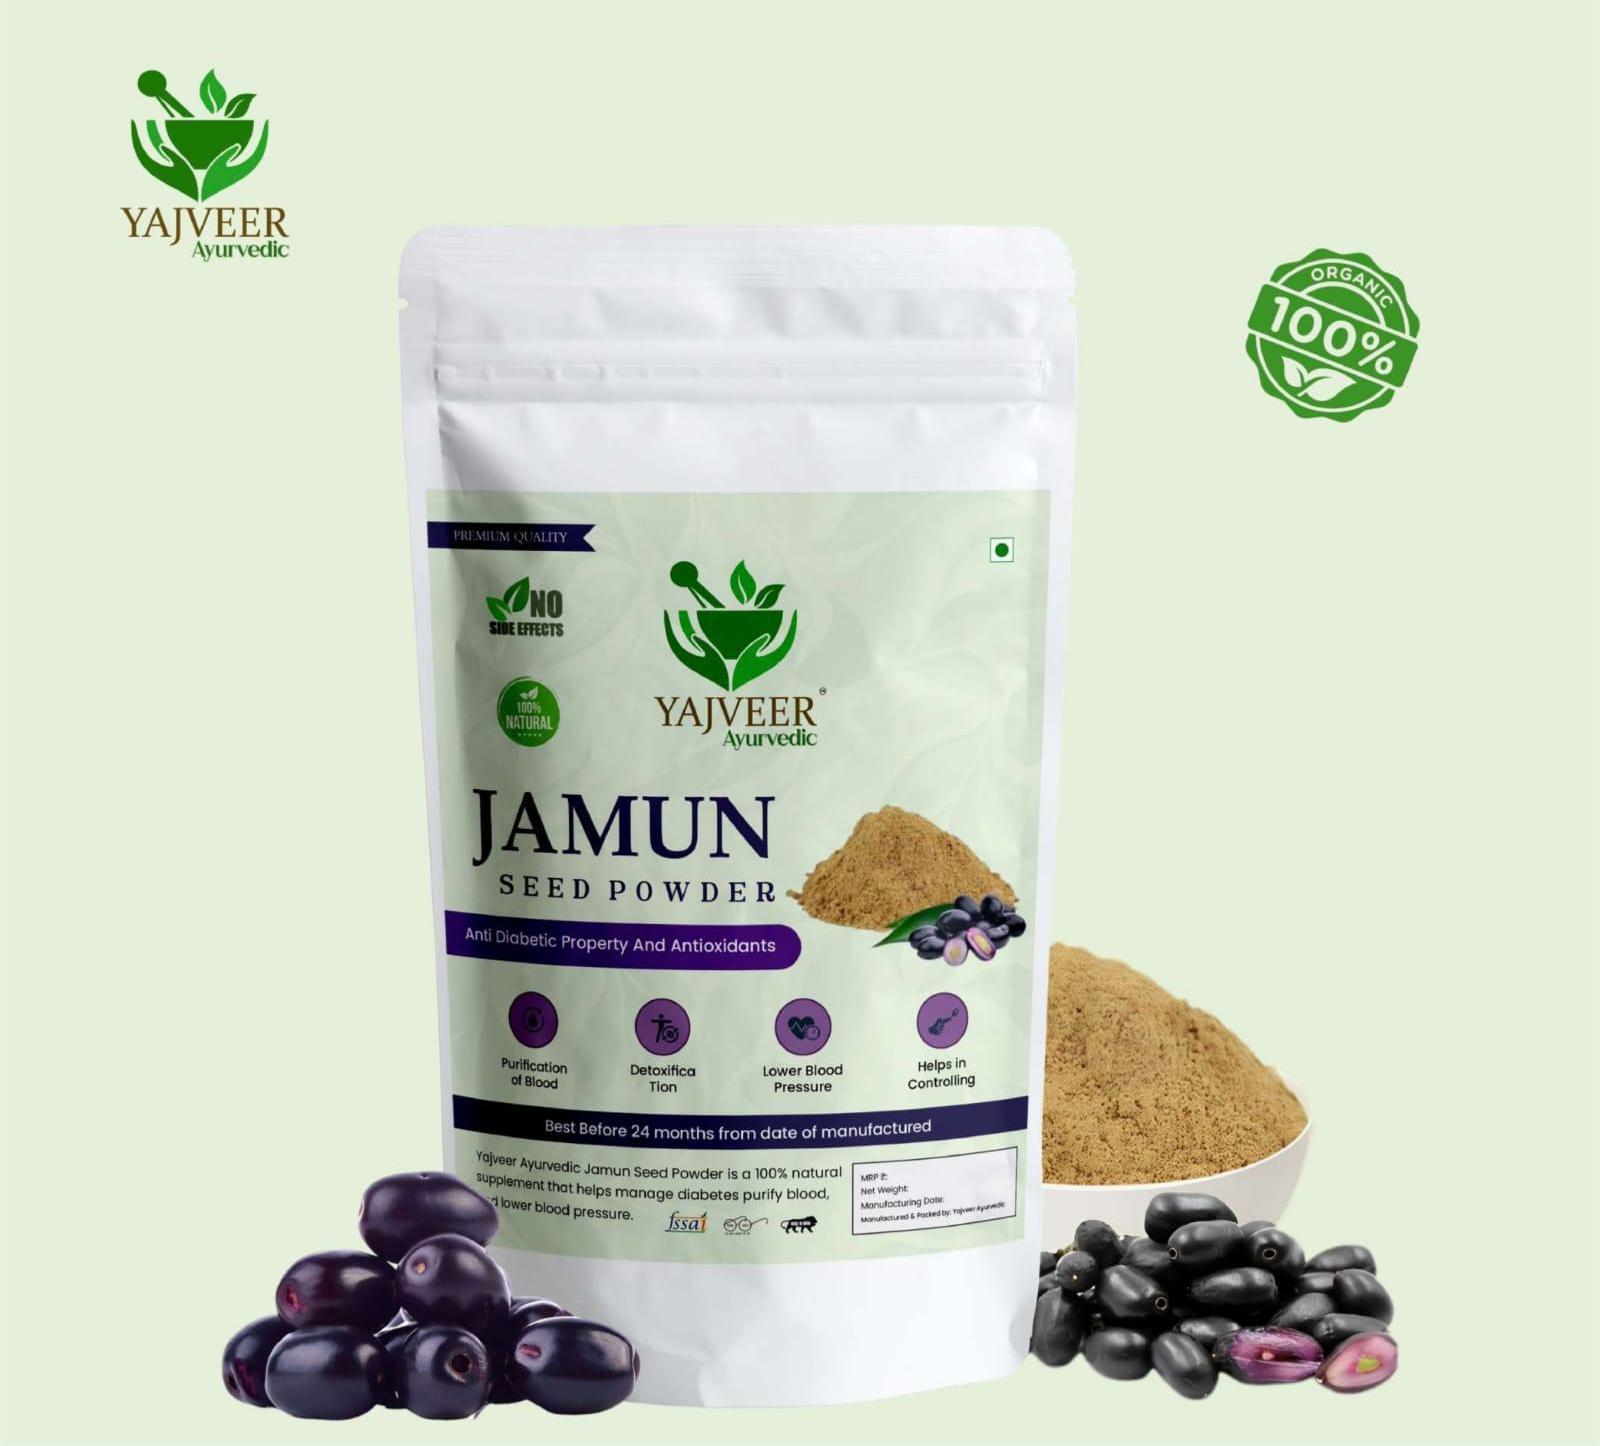 YAJVEER
Ayurvedic
ORGANIC
100%
PREMIUM QUALITY
NO
SIDE EFFECTS
100%
NATURAL
YAJVEER
Ayurvedic
JAMUN
SEED POWDER
Anti Diabetic Property And Antioxidants
Purification
of Blood
Detoxifica
Tion
Lower Blood
Pressure
Helps in
Controlling
Best Before 24 months from date of manufactured
Yajveer Ayurvedic Jamun Seed Powder is a 100% natural
supplement that helps manage diabetes purify blood,
lower blood pressure.
fssai
MRP ₹:
Net Weight:
Manufacturing Date:
Manufactured & Packed by: Yajveer Ayurvedic